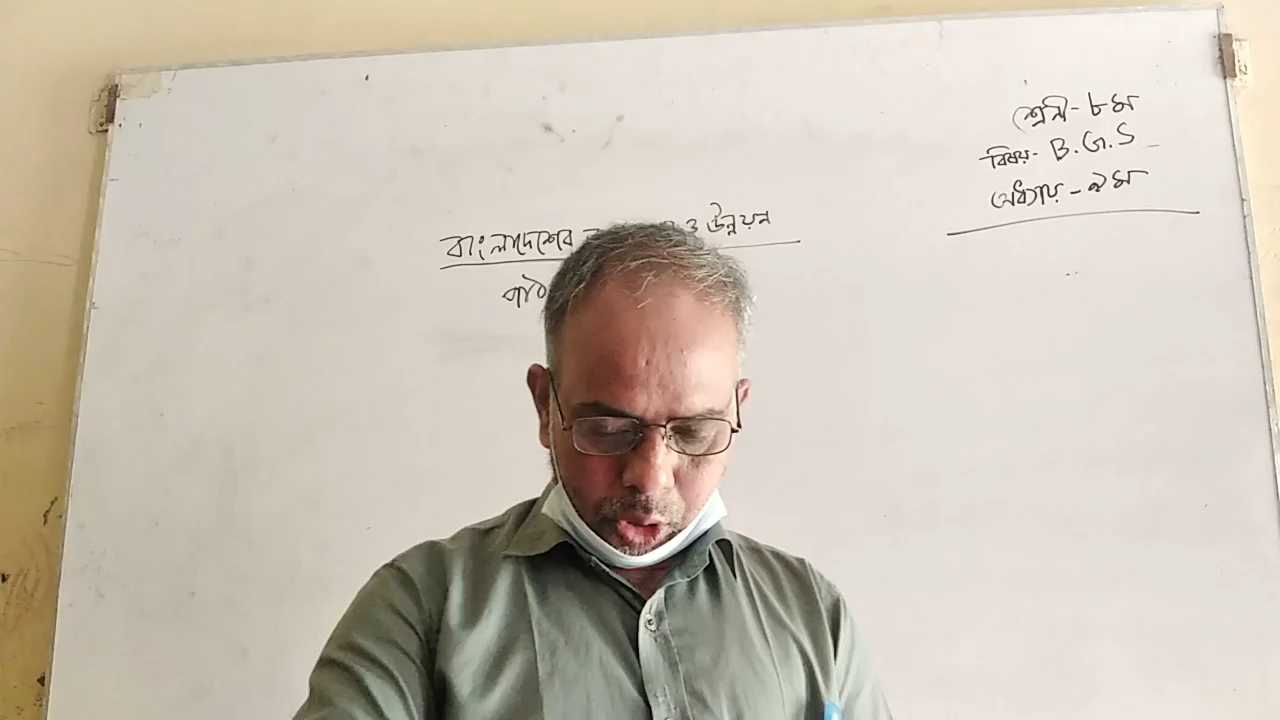 শ্রেণী - ৮ম
বিষয় - B.G.S
অধ্যায় - ৯ম
বাংলাদেশের ও উন্নয়ন
পাঠ